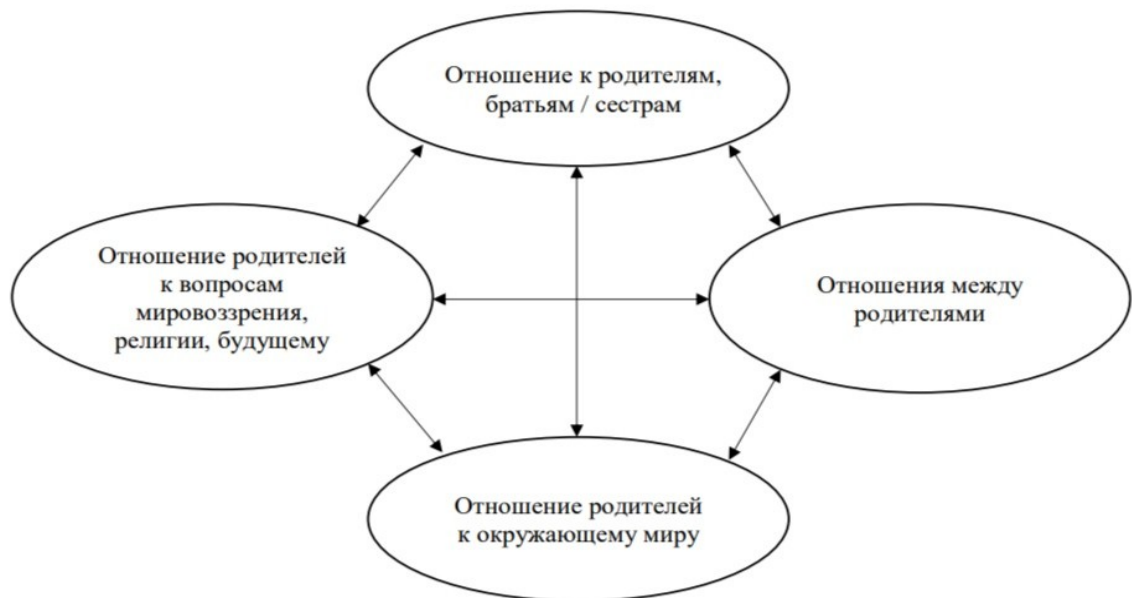 Отношение к родителям,
братьям / сестрам
Отношение родителей
к вопросам
мировоззрения,
религии, будущему
Отношения между
родителями
Отношение родителей
к окружающему миру